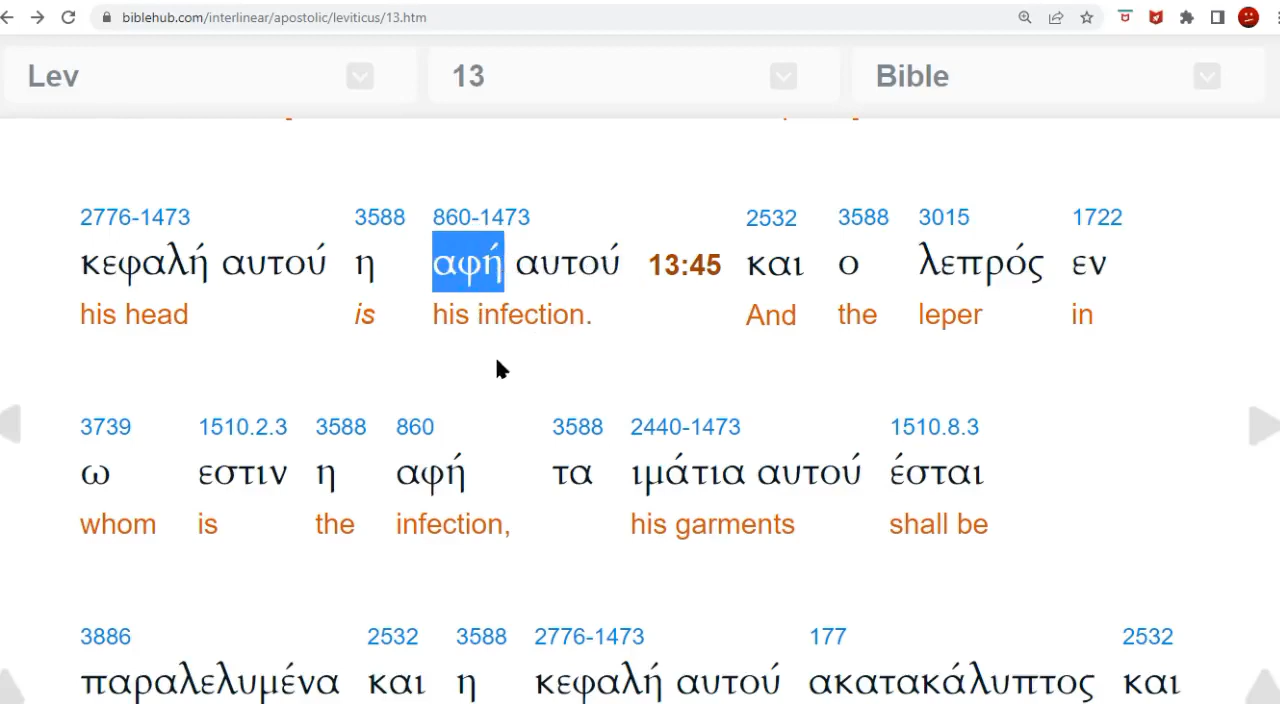 biblehub.com/interlinear/apostolic/leviticus/13.htm
Lev 13 Bible
2776-1473 3588 860-1473 2532 3588 3015 1722
κεφαλή αυτού η αφή αυτού 13:45 και ο λεπρός εν
his head is his infection. And the leper in
3739 1510.2.3 3588 860 3588 2440-1473 1510.8.3
ω εστιν η αφή τα ιμάτια αυτού έσται
whom is the infection, his garments shall be
3886 2532 3588 2776-1473 177 2532
παραλελυμένα και η κεφαλή αυτού ακατακάλυπτος και